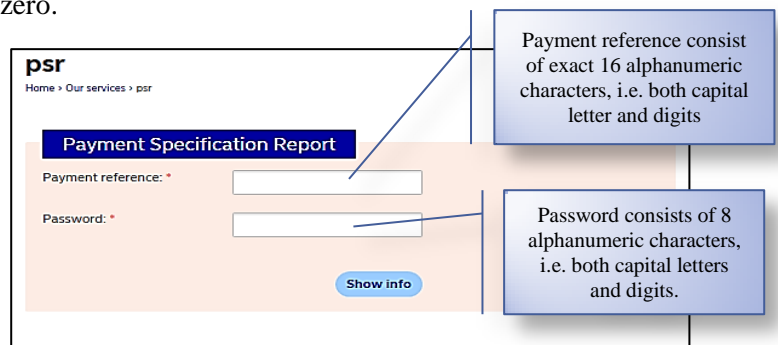 zero.
psr
Home › Our services › psr
Payment Specification Report
Payment reference: *
Password: *
Show info
Payment reference consist
of exact 16 alphanumeric
characters, i.e. both capital
letter and digits
Password consists of 8
alphanumeric characters,
i.e. both capital letters
and digits.